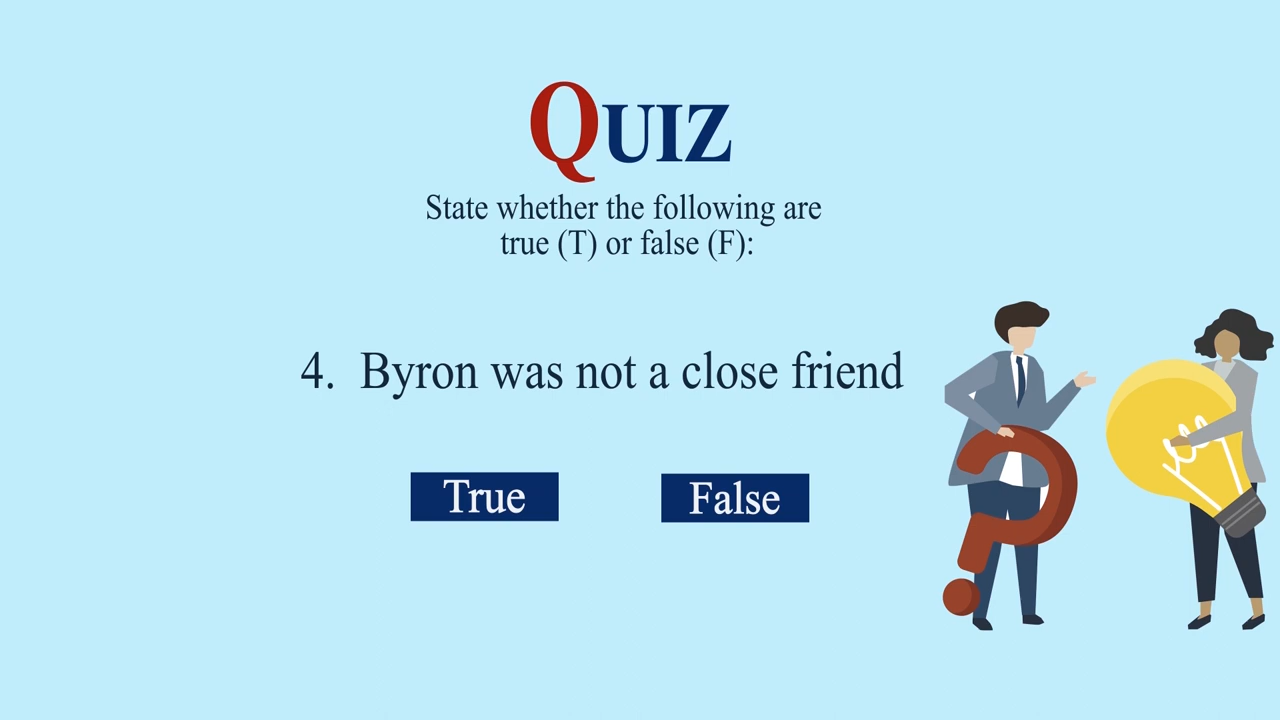 QUIZ
State whether the following are
true (T) or false (F):
4. Byron was not a close friend
True
False